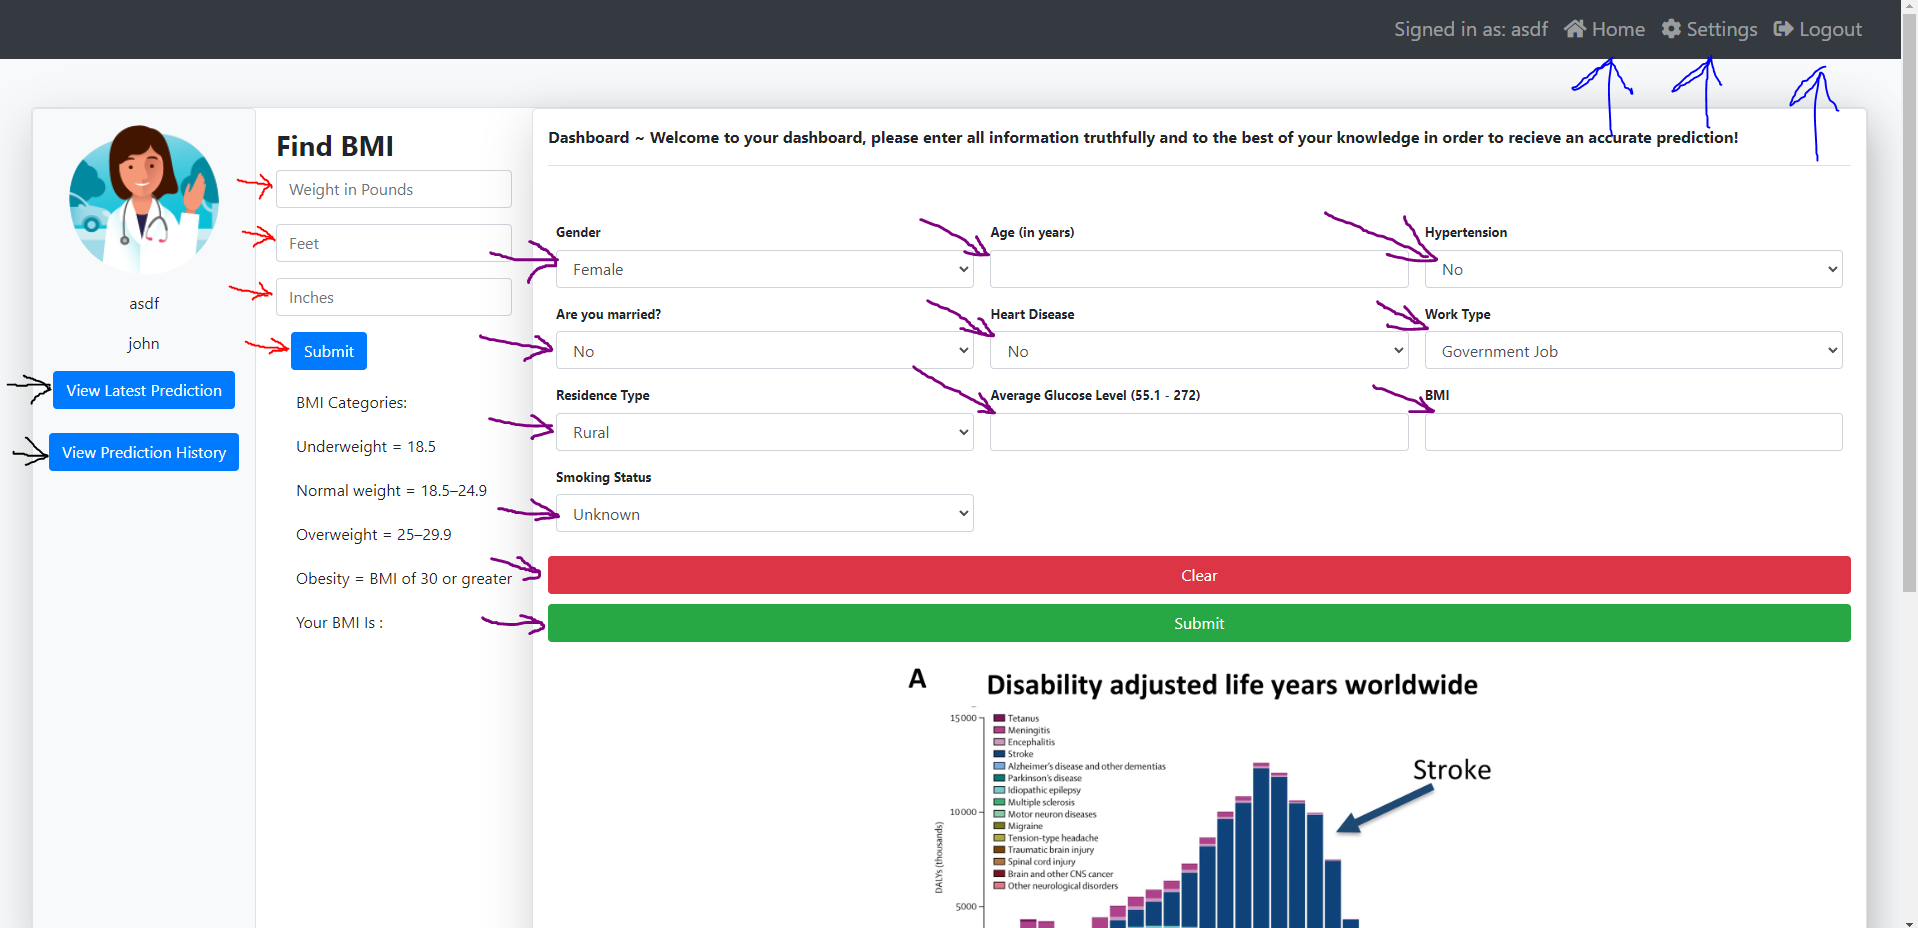 Signed in as: asdf Home Settings Logout
asdf
john
View Latest Prediction
View Prediction History
Find BMI
Weight in Pounds
Feet
Inches
Submit
BMI Categories:
Underweight = 18.5
Normal weight = 18.5–24.9
Overweight = 25–29.9
Obesity = BMI of 30 or greater
Your BMI Is :
Dashboard ~ Welcome to your dashboard, please enter all information truthfully and to the best of your knowledge in order to recieve an accurate prediction!
Gender Age (in years) Hypertension
Female No
Are you married? Heart Disease Work Type
No No Government Job
Residence Type Average Glucose Level (55.1 - 272) BMI
Rural
Smoking Status
Unknown
Clear
Submit
A Disability adjusted life years worldwide
15000
Tetanus
Meningitis
Encephalitis
Stroke
Alzheimer's disease and other dementias
Parkinson's disease
Idiopathic epilepsy
Multiple sclerosis
Motor neuron diseases
Migraine
Tension-type headache
Traumatic brain injury
Spinal cord injury
Brain and other CNS cancer
Other neurological disorders
Stroke
10000
DALYs (thousands)
5000